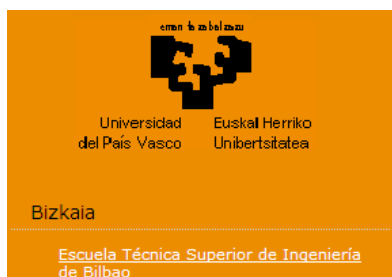 eman ta zabal zazu
Universidad Euskal Herriko
del País Vasco Unibertsitatea
Bizkaia
Escuela Técnica Superior de Ingeniería
de Bilbao